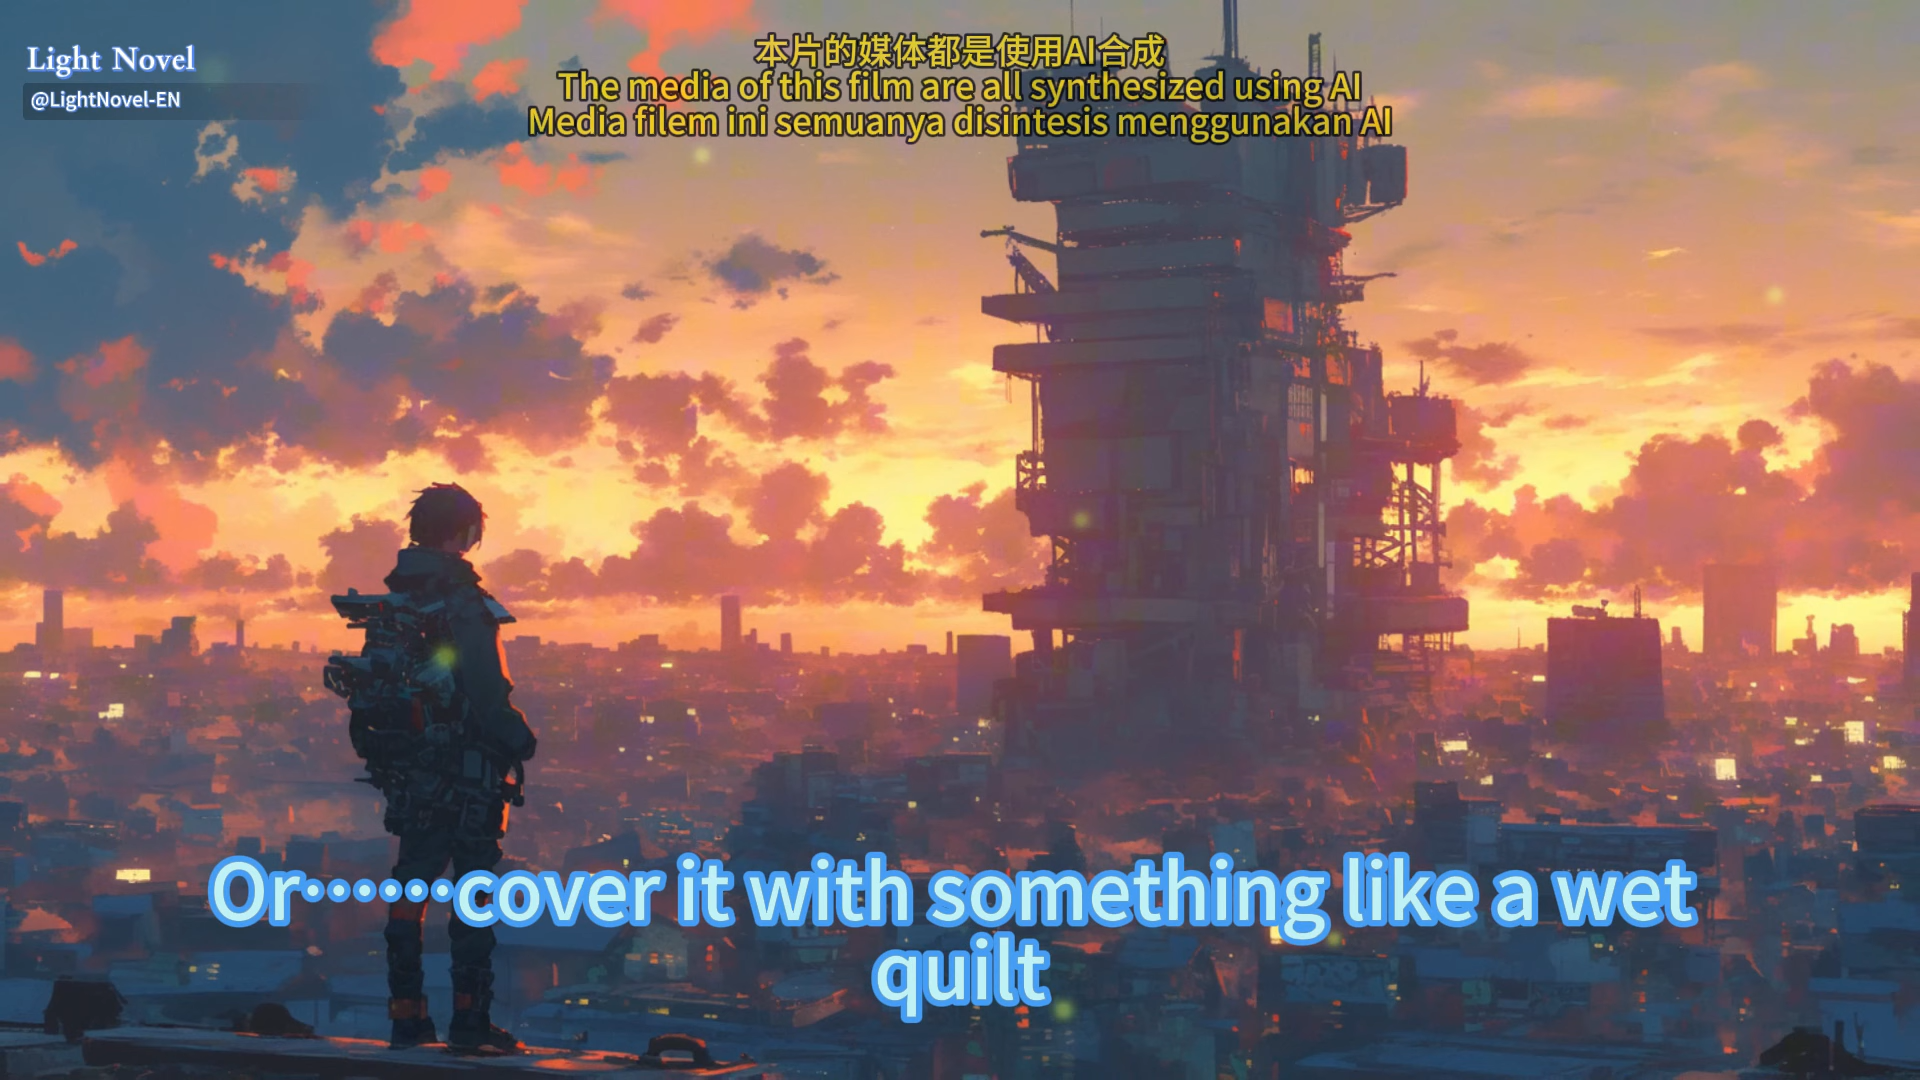 Light Novel
@LightNovel-EN
本片的媒体都是使用AI合成
The media of this film are all synthesized using AI
Media filem ini semuanya disintesis menggunakan AI
Or······cover it with something like a wet
quilt